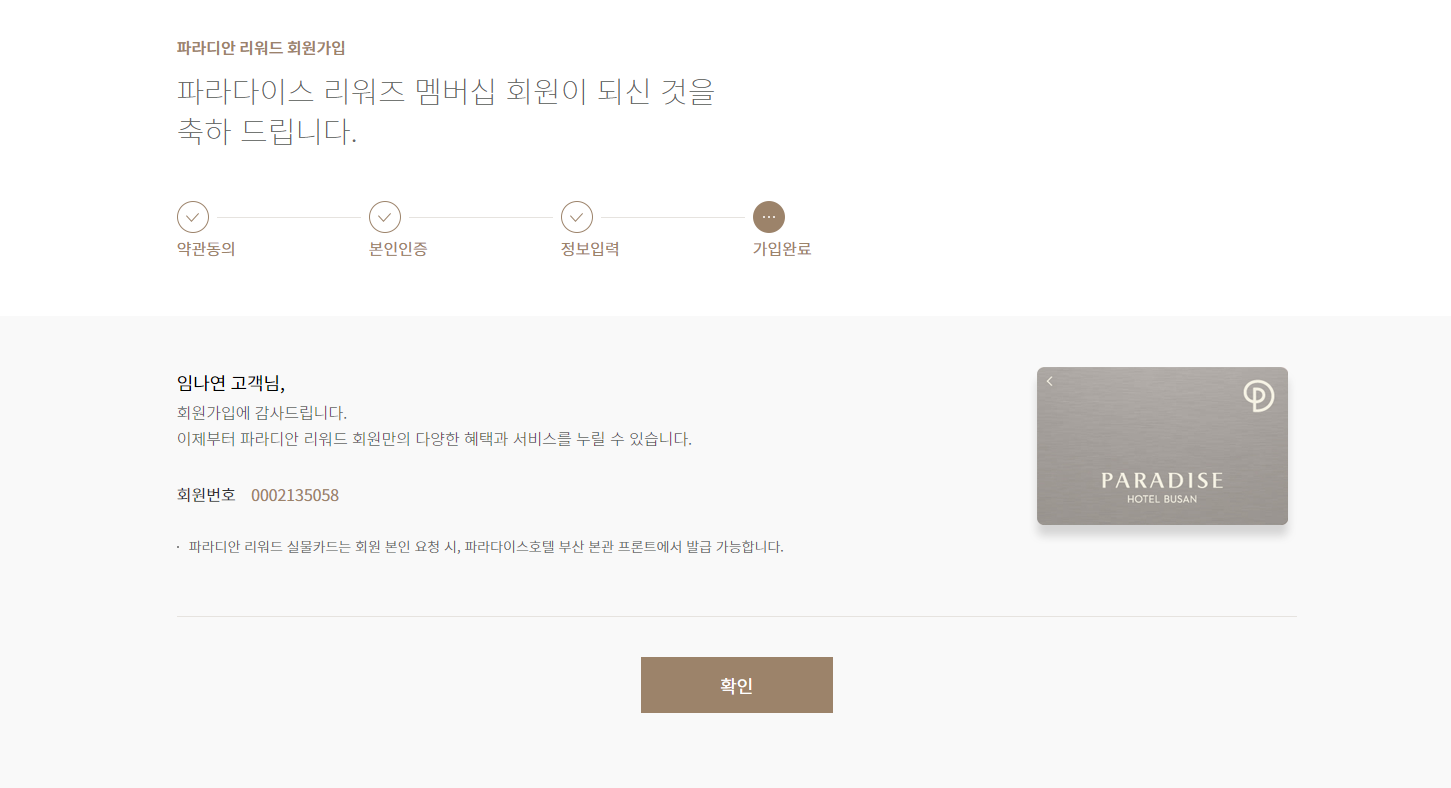 파라디안 리워드 회원가입
파라다이스 리워즈 멤버십 회원이 되신 것을
축하 드립니다.
약관동의
본인인증
정보입력
가입완료
임나연 고객님,
회원가입에 감사드립니다.
이제부터 파라디안 리워드 회원만의 다양한 혜택과 서비스를 누릴 수 있습니다.
회원번호 0002135058
· 파라디안 리워드 실물카드는 회원 본인 요청 시, 파라다이스호텔 부산 본관 프론트에서 발급 가능합니다.
PARADISE
HOTEL BUSAN
확인